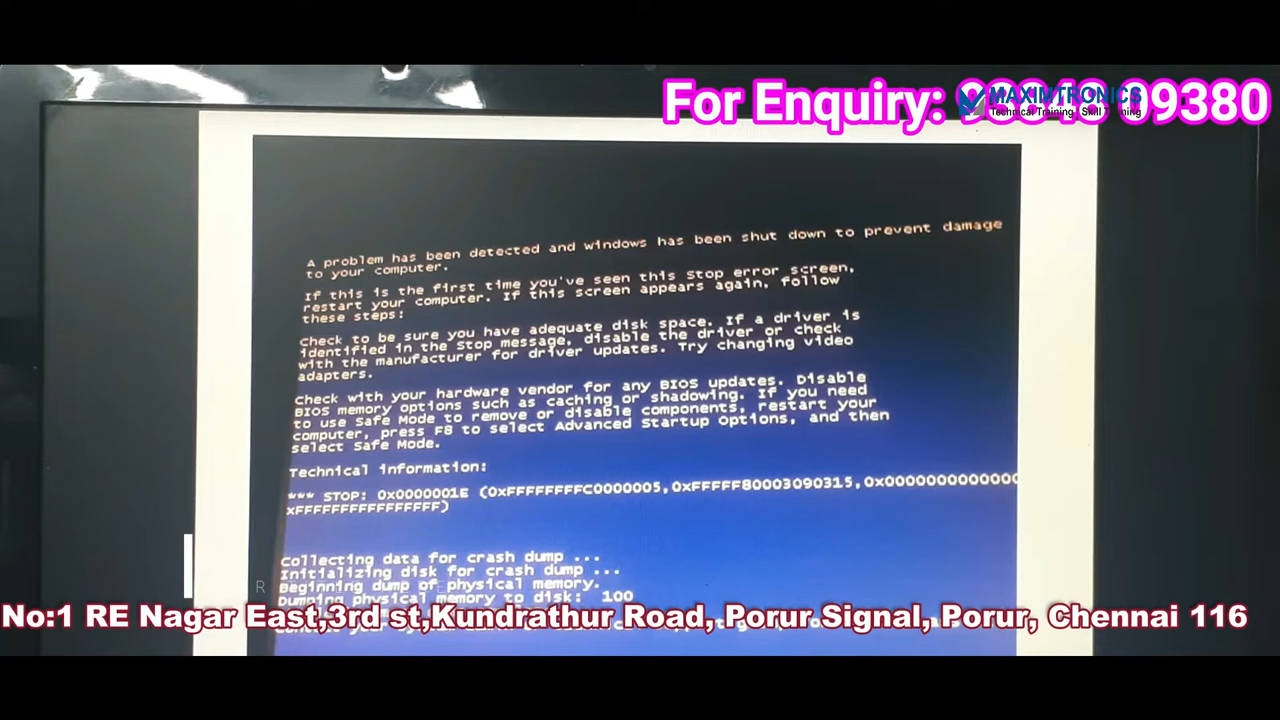 For Enquiry: 09380
MAXIMTRONICS
Technical Training | Skill Training
A problem has been detected and windows has been shut down to prevent damage
to your computer.
If this is the first time you've seen this Stop error screen,
restart your computer. If this screen appears again, follow
these steps:
Check to be sure you have adequate disk space. If a driver is
identified in the Stop message, disable the driver or check
with the manufacturer for driver updates. Try changing video
adapters.
Check with your hardware vendor for any BIOS updates. Disable
BIOS memory options such as caching or shadowing. If you need
to use Safe Mode to remove or disable components, restart your
computer, press F8 to select Advanced Startup Options, and then
select Safe Mode.
Technical information:
*** STOP: 0x0000001E (0xFFFFFFFFC0000005,0xFFFFF80003090315,0x0000000000000
xFFFFFFFFFFFFFFFF)
Collecting data for crash dump ...
Initializing disk for crash dump ...
Beginning dump of physical memory.
Dumping physical memory to disk: 100
No:1 RE Nagar East,3rd st,Kundrathur Road, Porur Signal, Porur, Chennai 116